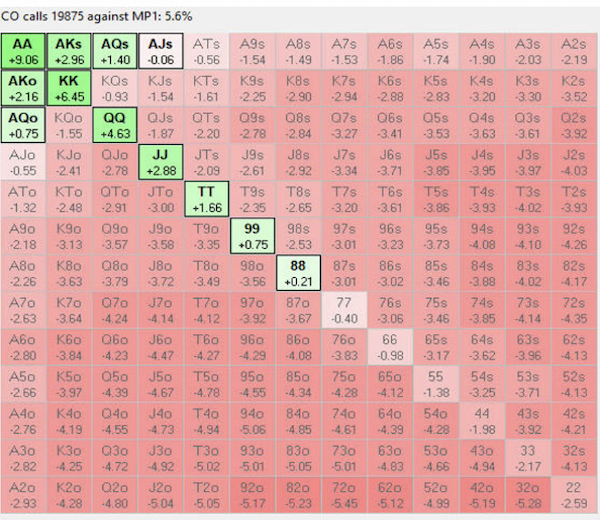 CO calls 19875 against MP1: 5.6%
AA AKs AQs AJs ATs A9s A8s A7s A6s A5s A4s A3s A2s
+9.06 +2.96 +1.40 -0.06 -0.56 -1.54 -1.49 -1.53 -1.86 -1.74 -1.90 -2.03 -2.19
AKo KK KQs KJs KTs K9s K8s K7s K6s K5s K4s K3s K2s
+2.16 +6.45 -0.93 -1.54 -1.61 -2.25 -2.90 -2.94 -2.88 -2.83 -3.20 -3.30 -3.52
AQo KQo QQ QJs QTs Q9s Q8s Q7s Q6s Q5s Q4s Q3s Q2s
+0.75 -1.55 +4.63 -1.87 -2.20 -2.78 -2.84 -3.27 -3.41 -3.53 -3.63 -3.61 -3.92
AJo KJo QJo JJ JTs J9s J8s J7s J6s J5s J4s J3s J2s
-0.55 -2.41 -2.78 +2.88 -2.09 -2.61 -2.92 -3.34 -3.71 -3.85 -3.95 -3.97 -4.03
ATo KTo QTo JTo TT T9s T8s T7s T6s T5s T4s T3s T2s
-1.32 -2.48 -2.91 -3.00 +1.66 -2.35 -2.65 -3.20 -3.61 -3.86 -3.93 -4.02 -3.93
A9o K9o Q9o J9o T9o 99 98s 97s 96s 95s 94s 93s 92s
-2.18 -3.13 -3.57 -3.58 -3.35 +0.75 -2.53 -3.01 -3.23 -3.73 -4.08 -4.10 -4.26
A8o K8o Q8o J8o T8o 98o 88 87s 86s 85s 84s 83s 82s
-2.26 -3.63 -3.79 -3.72 -3.49 -3.56 +0.21 -3.01 -3.02 -3.46 -3.88 -4.02 -4.17
A7o K7o Q7o J7o T7o 97o 87o 77 76s 75s 74s 73s 72s
-2.63 -3.64 -4.24 -4.14 -4.12 -3.92 -3.67 -0.40 -3.06 -3.46 -3.85 -4.14 -4.35
A6o K6o Q6o J6o T6o 96o 86o 76o 66 65s 64s 63s 62s
-2.80 -3.84 -4.23 -4.47 -4.27 -4.29 -4.08 -3.83 -0.98 -3.17 -3.62 -3.96 -4.13
A5o K5o Q5o J5o T5o 95o 85o 75o 65o 55 54s 53s 52s
-2.66 -3.97 -4.39 -4.67 -4.78 -4.55 -4.34 -4.28 -4.12 -1.38 -3.25 -3.71 -4.13
A4o K4o Q4o J4o T4o 94o 84o 74o 64o 54o 44 43s 42s
-2.76 -4.19 -4.55 -4.73 -4.94 -5.06 -4.85 -4.61 -4.39 -4.28 -1.98 -3.92 -4.21
A3o K3o Q3o J3o T3o 93o 83o 73o 63o 53o 43o 33 32s
-2.82 -4.25 -4.72 -4.92 -5.02 -5.01 -5.05 -5.01 -4.83 -4.66 -4.94 -2.17 -4.13
A2o K2o Q2o J2o T2o 92o 82o 72o 62o 52o 42o 32o 22
-2.93 -4.28 -4.80 -5.04 -5.05 -5.17 -5.23 -5.45 -5.12 -4.99 -5.19 -5.28 -2.59